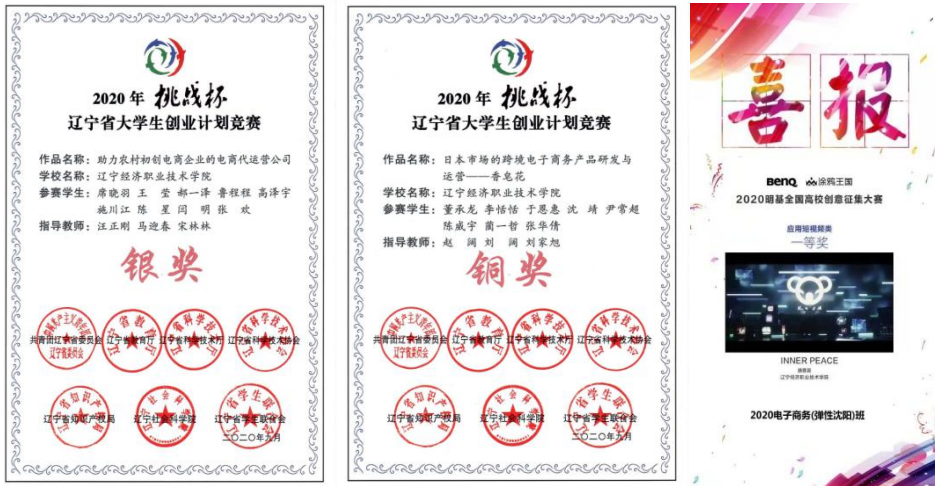 2020 年 挑战杯
辽宁省大学生创业计划竞赛
作品名称：助力农村初创电商企业的电商代运营公司
学校名称：辽宁经济职业技术学院
参赛学生：席晓羽 王 莹 郝一泽 鲁程程 高泽宇
施川江 陈 星 闫 明 张 欢
指导教师：汪正刚 马迎春 宋林林
银奖
共青团辽宁省委员会 辽宁省教育厅 辽宁省科学技术厅 辽宁省科学技术协会
辽宁省知识产权局 辽宁社会科学院 辽宁省学生联合会
二〇二〇年九月
2020 年 挑战杯
辽宁省大学生创业计划竞赛
作品名称：日本市场的跨境电子商务产品研发与
运营——香皂花
学校名称：辽宁经济职业技术学院
参赛学生：董承龙 李恬恬 于恩惠 沈 靖 尹常超
陈威宇 蔺一哲 张华倩
指导教师：赵 润 刘 阔 刘家旭
铜奖
共青团辽宁省委员会 辽宁省教育厅 辽宁省科学技术厅 辽宁省科学技术协会
辽宁省知识产权局 辽宁社会科学院 辽宁省学生联合会
二〇二〇年九月
喜报
BenQ 涂鸦王国
2020明基全国高校创意征集大赛
应用短视频类
一等奖
INNER PEACE
辽宁经济职业技术学院
2020电子商务(弹性沈阳)班